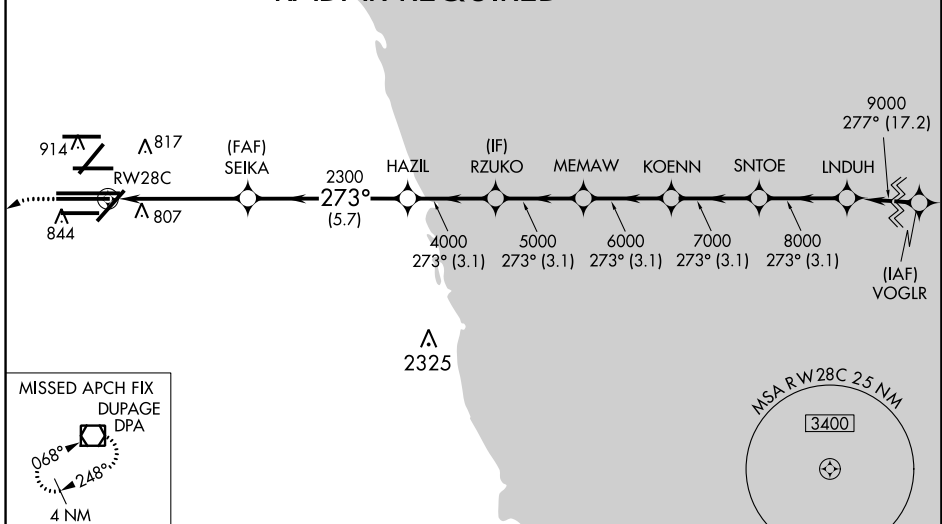 RADAR REQUIRED
9000
277° (17.2)
914
817
(FAF)
SEIKA
HAZIL
(IF)
RZUKO
MEMAW
KOENN
SNTOE
LNDUH
RW28C
2300
273°
(5.7)
807
844
4000
273° (3.1)
5000
273° (3.1)
6000
273° (3.1)
7000
273° (3.1)
8000
273° (3.1)
(IAF)
VOGLR
2325
MISSED APCH FIX
DUPAGE
DPA
068°
248°
4 NM
MSA RW28C 25 NM
3400